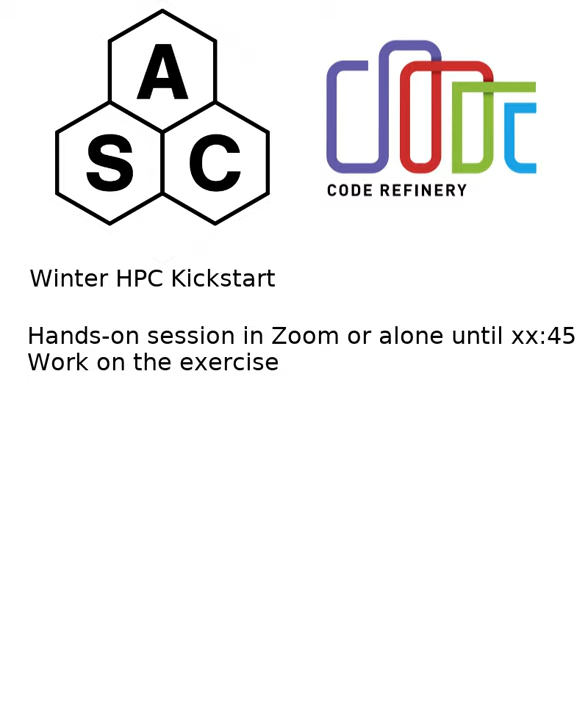 A
S C
CODE REFINERY
Winter HPC Kickstart
Hands-on session in Zoom or alone until xx:45
Work on the exercise